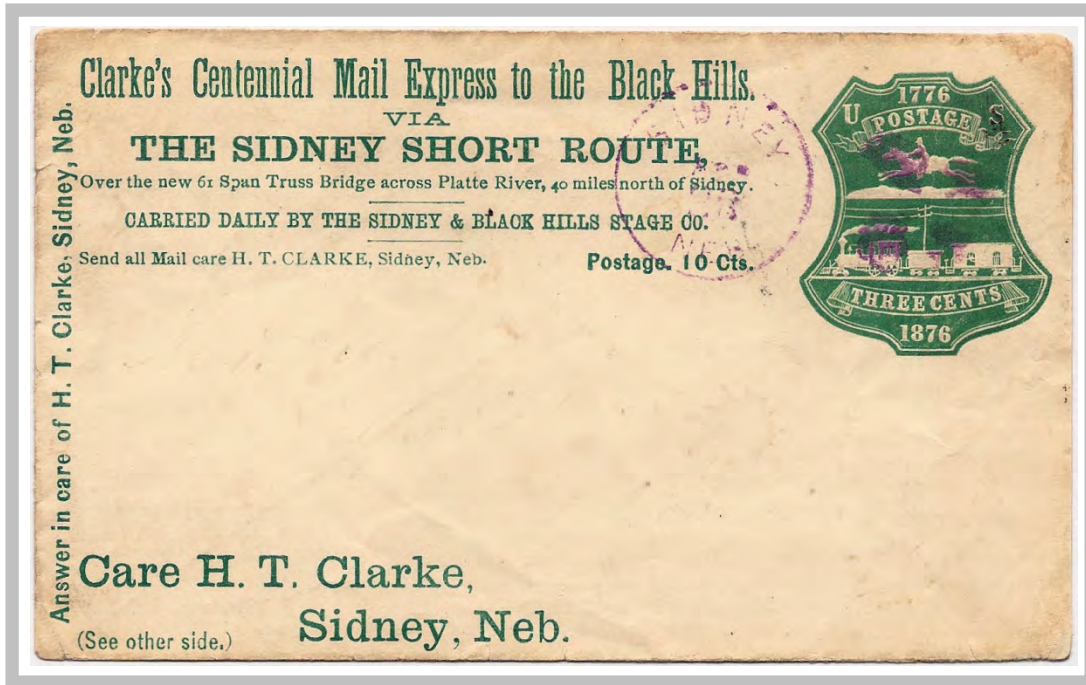 Clarke's Centennial Mail Express to the Black Hills.
VIA
THE SIDNEY SHORT ROUTE,
Over the new 61 Span Truss Bridge across Platte River, 40 miles north of Sidney.
CARRIED DAILY BY THE SIDNEY & BLACK HILLS STAGE CO.
Send all Mail care H. T. CLARKE, Sidney, Neb.
Postage. 10 Cts.
SIDNEY
NEB
1776
U S
POSTAGE
THREE CENTS
1876
Answer in care of H. T. Clarke, Sidney, Neb.
Care H. T. Clarke,
Sidney, Neb.
(See other side.)